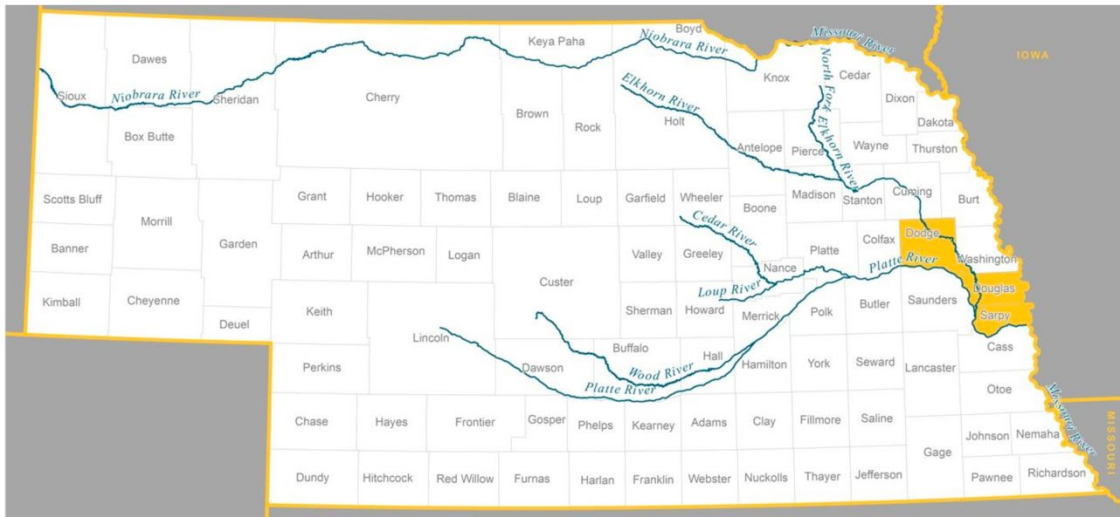 Boyd
Missouri River
Keya Paha
Niobrara River
IOWA
Dawes
Knox
Cedar
North Fork Elkhorn River
Sioux
Niobrara River
Sheridan
Cherry
Elkhorn River
Dixon
Brown
Rock
Holt
Dakota
Box Butte
Antelope
Pierce
Wayne
Thurston
Scotts Bluff
Grant
Hooker
Thomas
Blaine
Loup
Garfield
Wheeler
Madison
Stanton
Cuming
Burt
Morrill
Boone
Cedar River
Banner
Garden
Arthur
McPherson
Logan
Valley
Greeley
Platte
Colfax
Dodge
Washington
Nance
Platte River
Custer
Loup River
Kimball
Cheyenne
Keith
Sherman
Howard
Merrick
Polk
Butler
Saunders
Douglas
Sarpy
Deuel
Lincoln
Buffalo
Hall
Cass
Perkins
Dawson
Wood River
Hamilton
York
Seward
Lancaster
Platte River
Otoe
Missouri River
Chase
Hayes
Frontier
Gosper
Phelps
Kearney
Adams
Clay
Fillmore
Saline
Johnson
Nemaha
MISSOURI
Gage
Dundy
Hitchcock
Red Willow
Furnas
Harlan
Franklin
Webster
Nuckolls
Thayer
Jefferson
Pawnee
Richardson